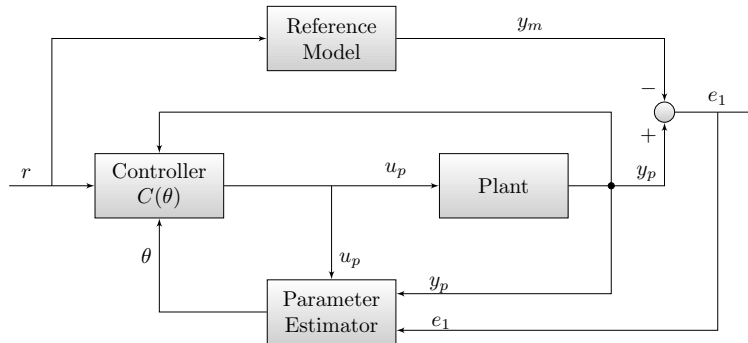 Reference
Model
y_m
−
e_1
+
r
Controller
C(θ)
u_p
Plant
y_p
θ
u_p
Parameter
Estimator
y_p
e_1